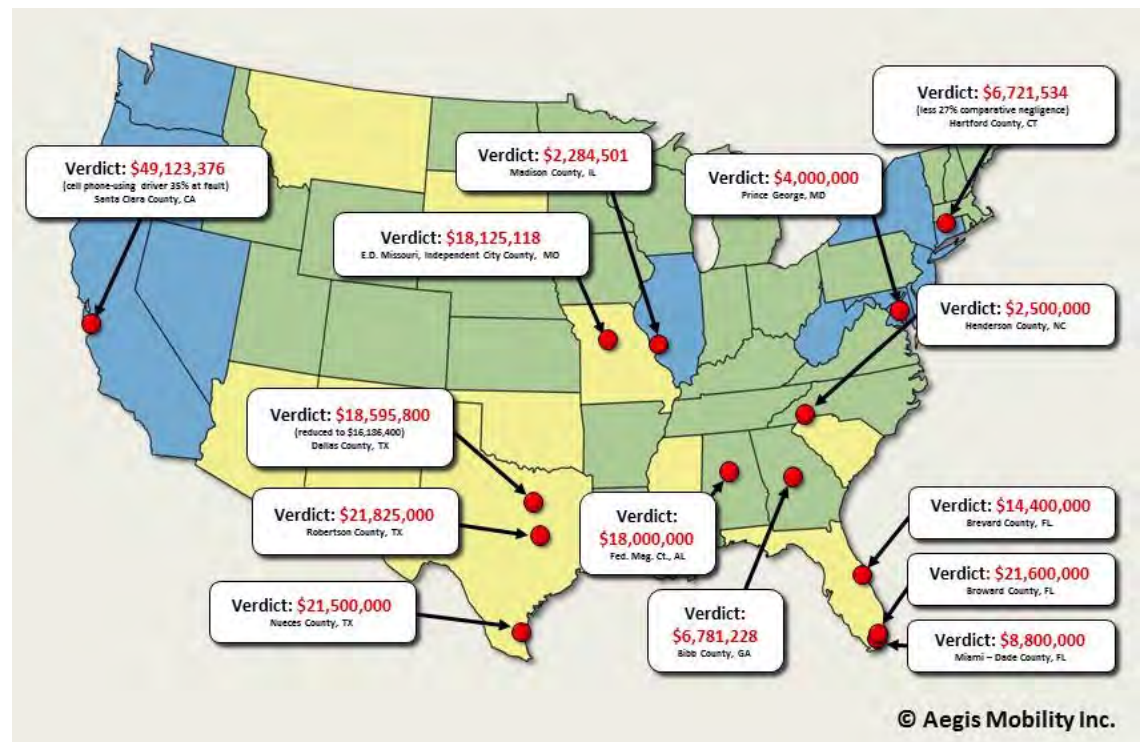 Verdict: $6,721,534
(less 27% comparative negligence)
Hartford County, CT
Verdict: $49,123,376
(cell phone-using driver 35% at fault)
Santa Clara County, CA
Verdict: $2,284,501
Madison County, IL
Verdict: $4,000,000
Prince George, MD
Verdict: $18,125,118
E.D. Missouri, Independent City County, MO
Verdict: $2,500,000
Henderson County, NC
Verdict: $18,595,800
(reduced to $16,186,400)
Dallas County, TX
Verdict: $21,825,000
Robertson County, TX
Verdict:
$18,000,000
Fed. Mag. Ct., AL
Verdict: $14,400,000
Brevard County, FL
Verdict: $21,600,000
Broward County, FL
Verdict: $21,500,000
Nueces County, TX
Verdict:
$6,781,228
Bibb County, GA
Verdict: $8,800,000
Miami – Dade County, FL
© Aegis Mobility Inc.